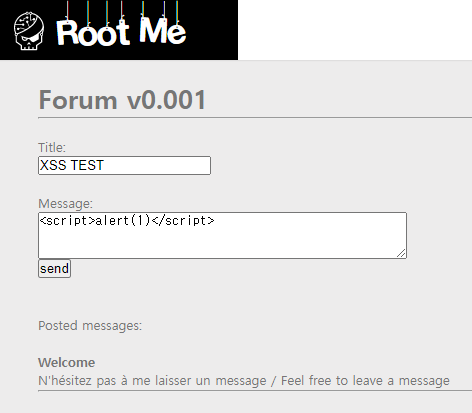 Root Me
Forum v0.001
Title:
XSS TEST
Message:
<script>alert(1)</script>
send
Posted messages:
Welcome
N'hésitez pas à me laisser un message / Feel free to leave a message